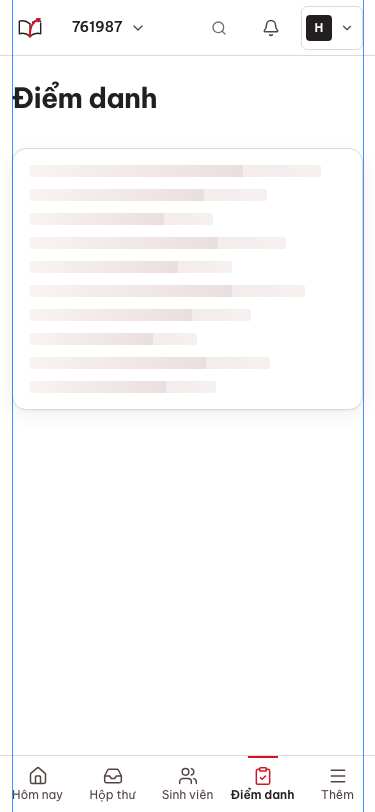 761987
H
Điểm danh
Hôm nay
Hộp thư
Sinh viên
Điểm danh
Thêm